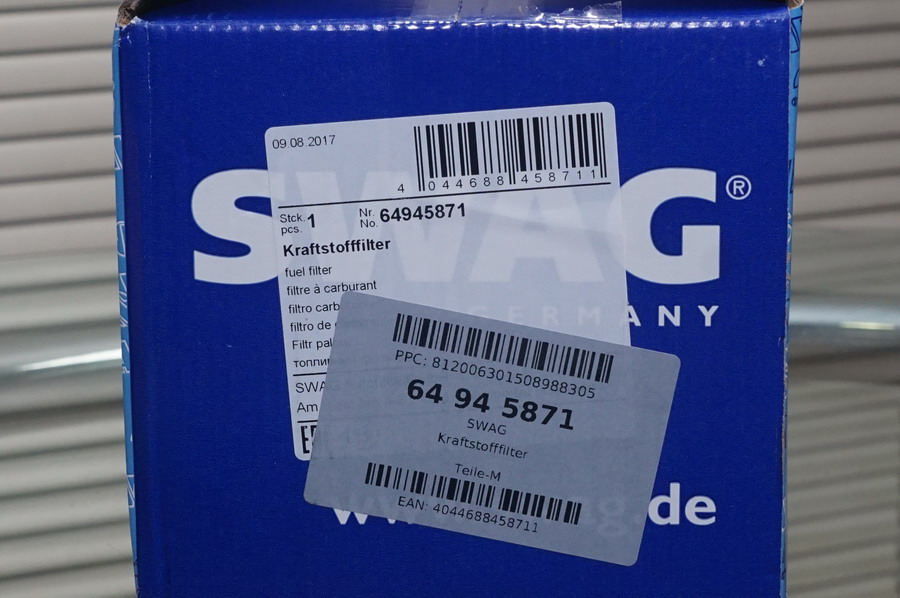 SWAG®
GERMANY
09.08.2017
4 044688 458711
Stck. pcs. 1 Nr. No. 64945871
Kraftstofffilter
fuel filter
filtre à carburant
filtro carb
filtro de
Filtr pal
SWAG
Am
PPC: 812006301508988305
64 94 5871
SWAG
Kraftstofffilter
Teile-M
EAN: 4044688458711
de